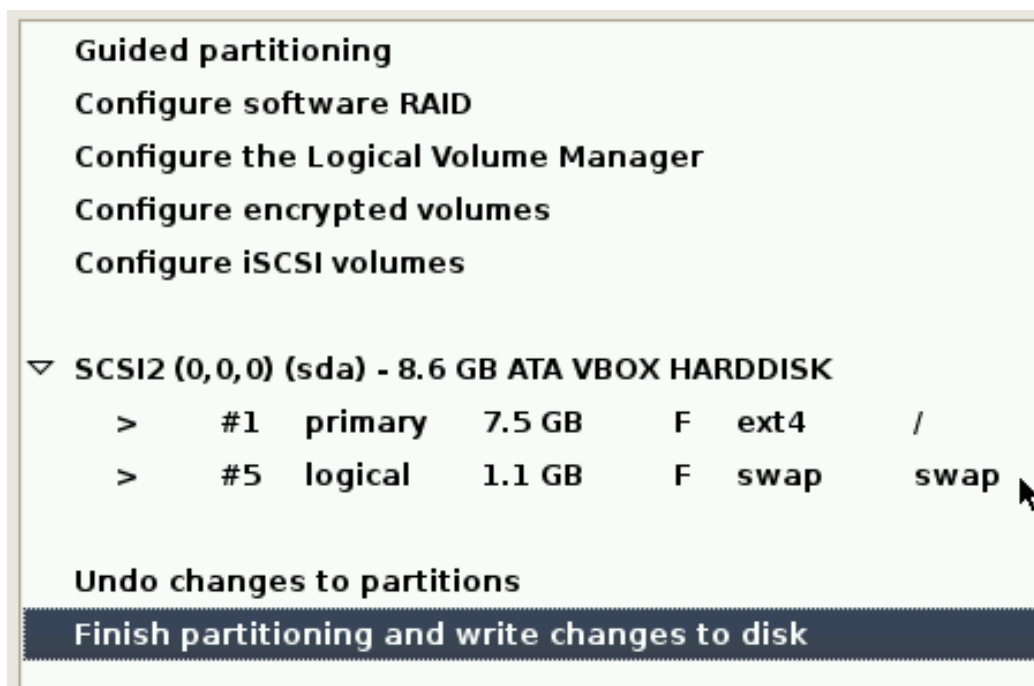 Guided partitioning
Configure software RAID
Configure the Logical Volume Manager
Configure encrypted volumes
Configure iSCSI volumes
SCSI2 (0,0,0) (sda) - 8.6 GB ATA VBOX HARDDISK
> #1 primary 7.5 GB F ext4 /
> #5 logical 1.1 GB F swap swap
Undo changes to partitions
Finish partitioning and write changes to disk